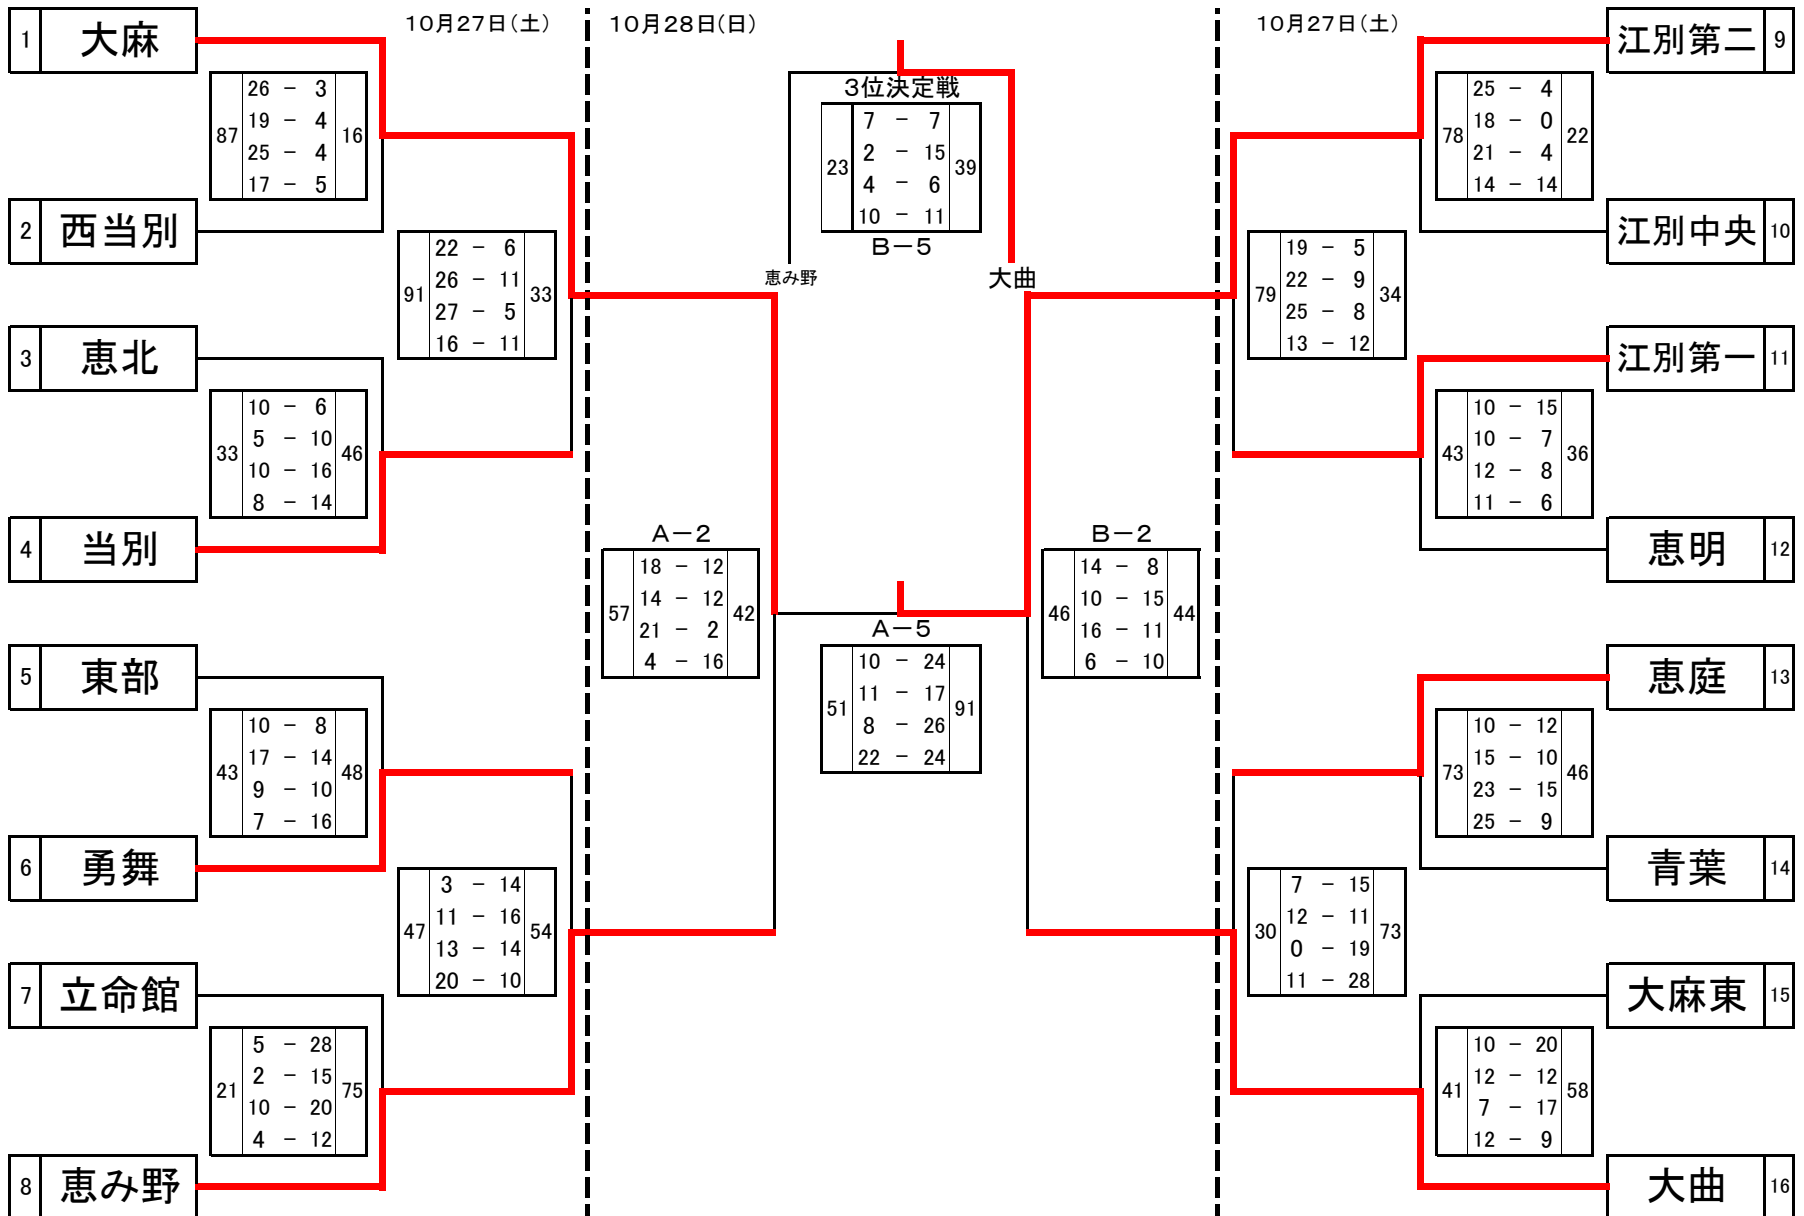 10月27日(土)
10月28日(日)
10月27日(土)
1 大麻
87
26 - 3
19 - 4
25 - 4
17 - 5
16
2 西当別
91
22 - 6
26 - 11
27 - 5
16 - 11
33
3 恵北
33
10 - 6
5 - 10
10 - 16
8 - 14
46
4 当別
5 東部
43
10 - 8
17 - 14
9 - 10
7 - 16
48
6 勇舞
47
3 - 14
11 - 16
13 - 14
20 - 10
54
7 立命館
21
5 - 28
2 - 15
10 - 20
4 - 12
75
8 恵み野
3位決定戦
23
7 - 7
2 - 15
4 - 6
10 - 11
39
B-5
恵み野
大曲
A-2
57
18 - 12
14 - 12
21 - 2
4 - 16
42
A-5
51
10 - 24
11 - 17
8 - 26
22 - 24
91
B-2
46
14 - 8
10 - 15
16 - 11
6 - 10
44
江別第二 9
78
25 - 4
18 - 0
21 - 4
14 - 14
22
江別中央 10
79
19 - 5
22 - 9
25 - 8
13 - 12
34
江別第一 11
43
10 - 15
10 - 7
12 - 8
11 - 6
36
恵明 12
恵庭 13
73
10 - 12
15 - 10
23 - 15
25 - 9
46
青葉 14
30
7 - 15
12 - 11
0 - 19
11 - 28
73
大麻東 15
41
10 - 20
12 - 12
7 - 17
12 - 9
58
大曲 16